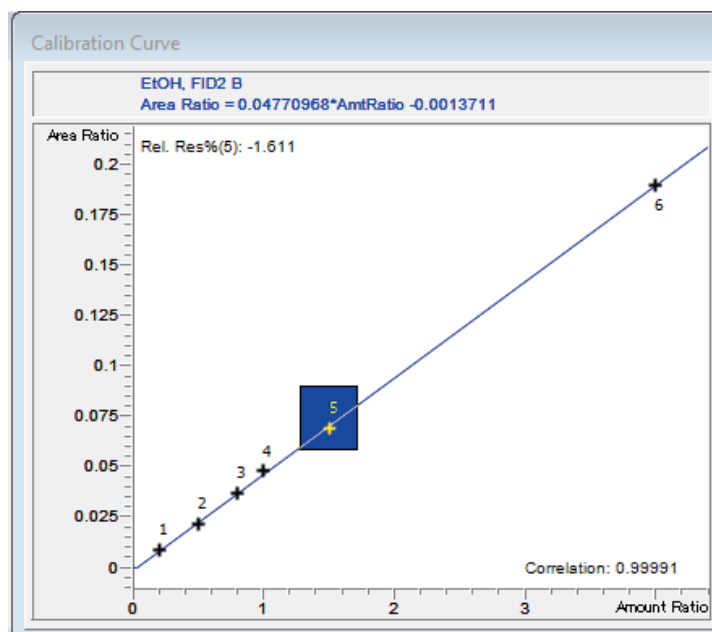 Calibration Curve
EtOH, FID2 B
Area Ratio = 0.04770968*AmtRatio -0.0013711
Area Ratio
Rel. Res%(5): -1.611
0.2
0.175
0.15
0.125
0.1
0.075
0.05
0.025
0
1
2
3
4
5
6
Correlation: 0.99991
0
1
2
3
Amount Ratio